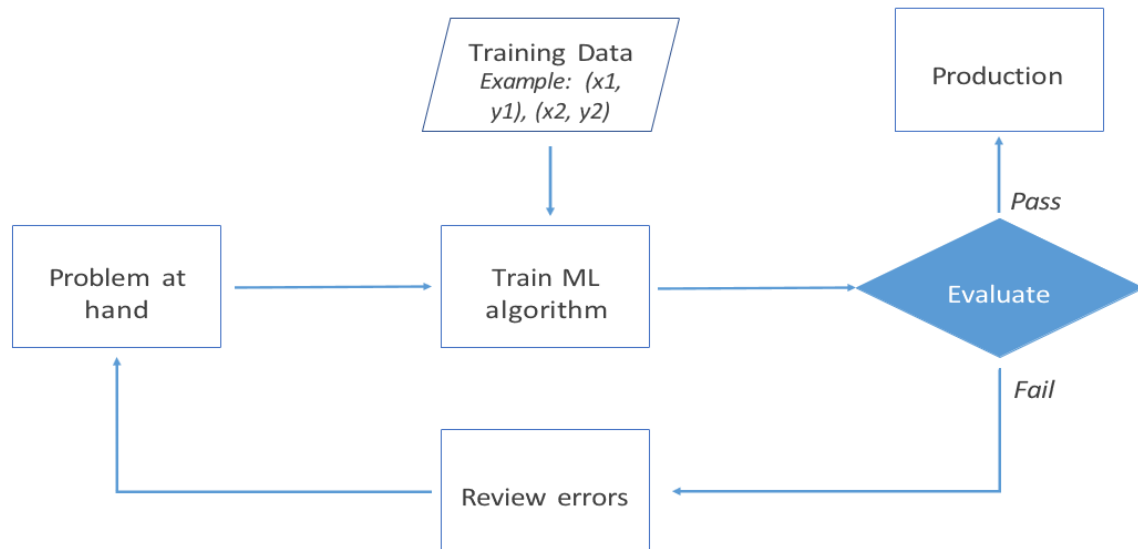 Training Data
Example: (x1,
y1), (x2, y2)
Production
Pass
Problem at
hand
Train ML
algorithm
Evaluate
Fail
Review errors